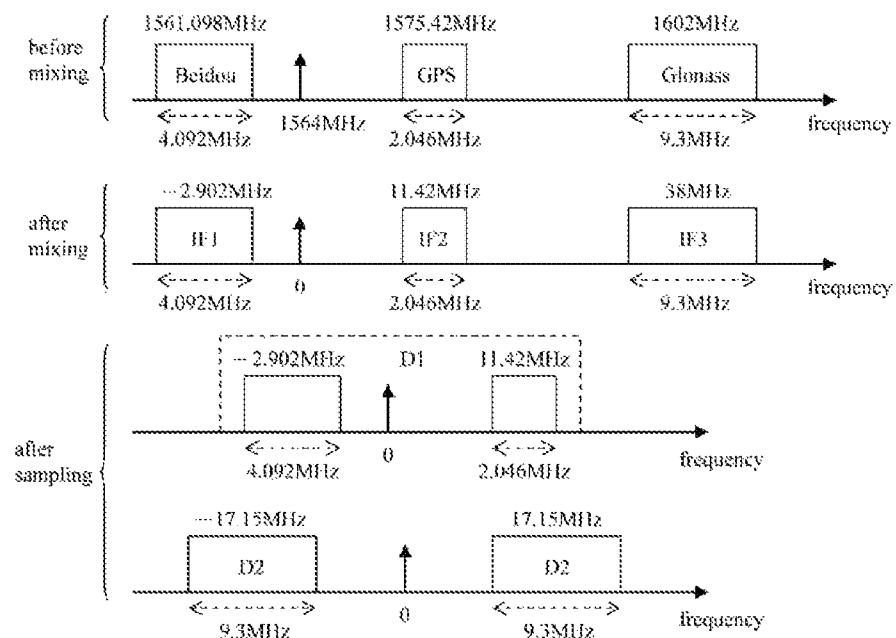 before mixing
1561.098MHz 1575.42MHz 1602MHz
Beidou GPS Glonass
1564MHz frequency
4.092MHz 2.046MHz 9.3MHz
after mixing
-2.902MHz 11.42MHz 38MHz
IF1 IF2 IF3
4.092MHz 0 2.046MHz 9.3MHz frequency
after sampling
-2.902MHz D1 11.42MHz
4.092MHz 0 2.046MHz frequency
-17.15MHz 17.15MHz
D2 D2
9.3MHz 0 9.3MHz frequency